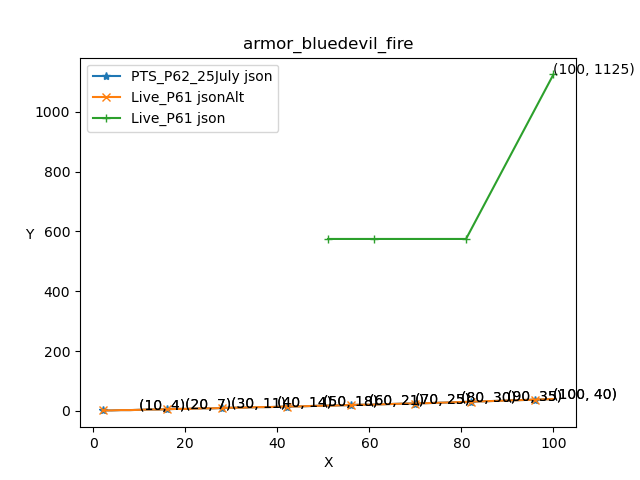 armor_bluedevil_fire
PTS_P62_25July json
Live_P61 jsonAlt
Live_P61 json
(100, 1125)
1000
800
600
400
200
0
Y
(10, 4)
(20, 7)
(30, 11)
(40, 14)
(50, 18)
(60, 21)
(70, 25)
(80, 30)
(90, 35)
(100, 40)
0 20 40 60 80 100
X